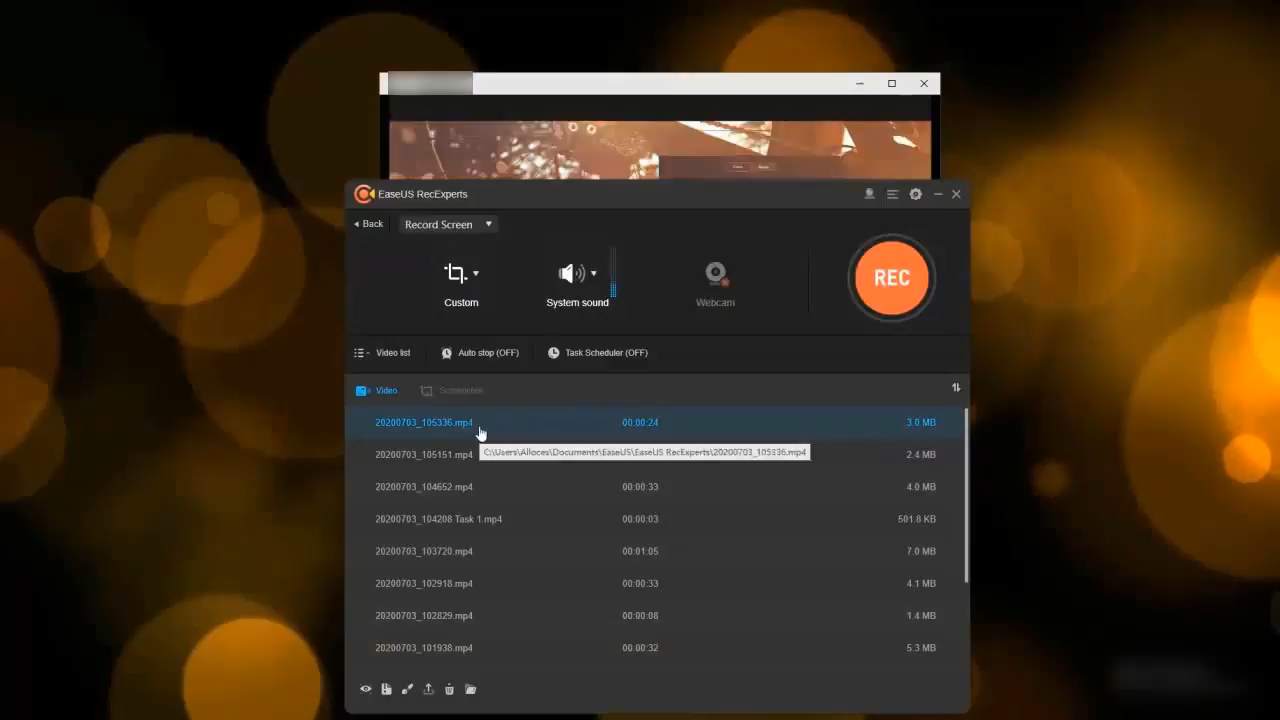 EaseUS RecExperts
Back
Record Screen
Custom
System sound
Webcam
REC
Video list
Auto stop (OFF)
Task Scheduler (OFF)
Video
Screenshot
20200703_105336.mp4 00:00:24 3.0 MB
C:\Users\Alloces\Documents\EaseUS\EaseUS RecExperts\20200703_105336.mp4
20200703_105151.mp4 2.4 MB
20200703_104652.mp4 00:00:33 4.0 MB
20200703_104208 Task 1.mp4 00:00:03 501.8 KB
20200703_103720.mp4 00:01:05 7.0 MB
20200703_102918.mp4 00:00:33 4.1 MB
20200703_102829.mp4 00:00:08 1.4 MB
20200703_101938.mp4 00:00:32 5.3 MB